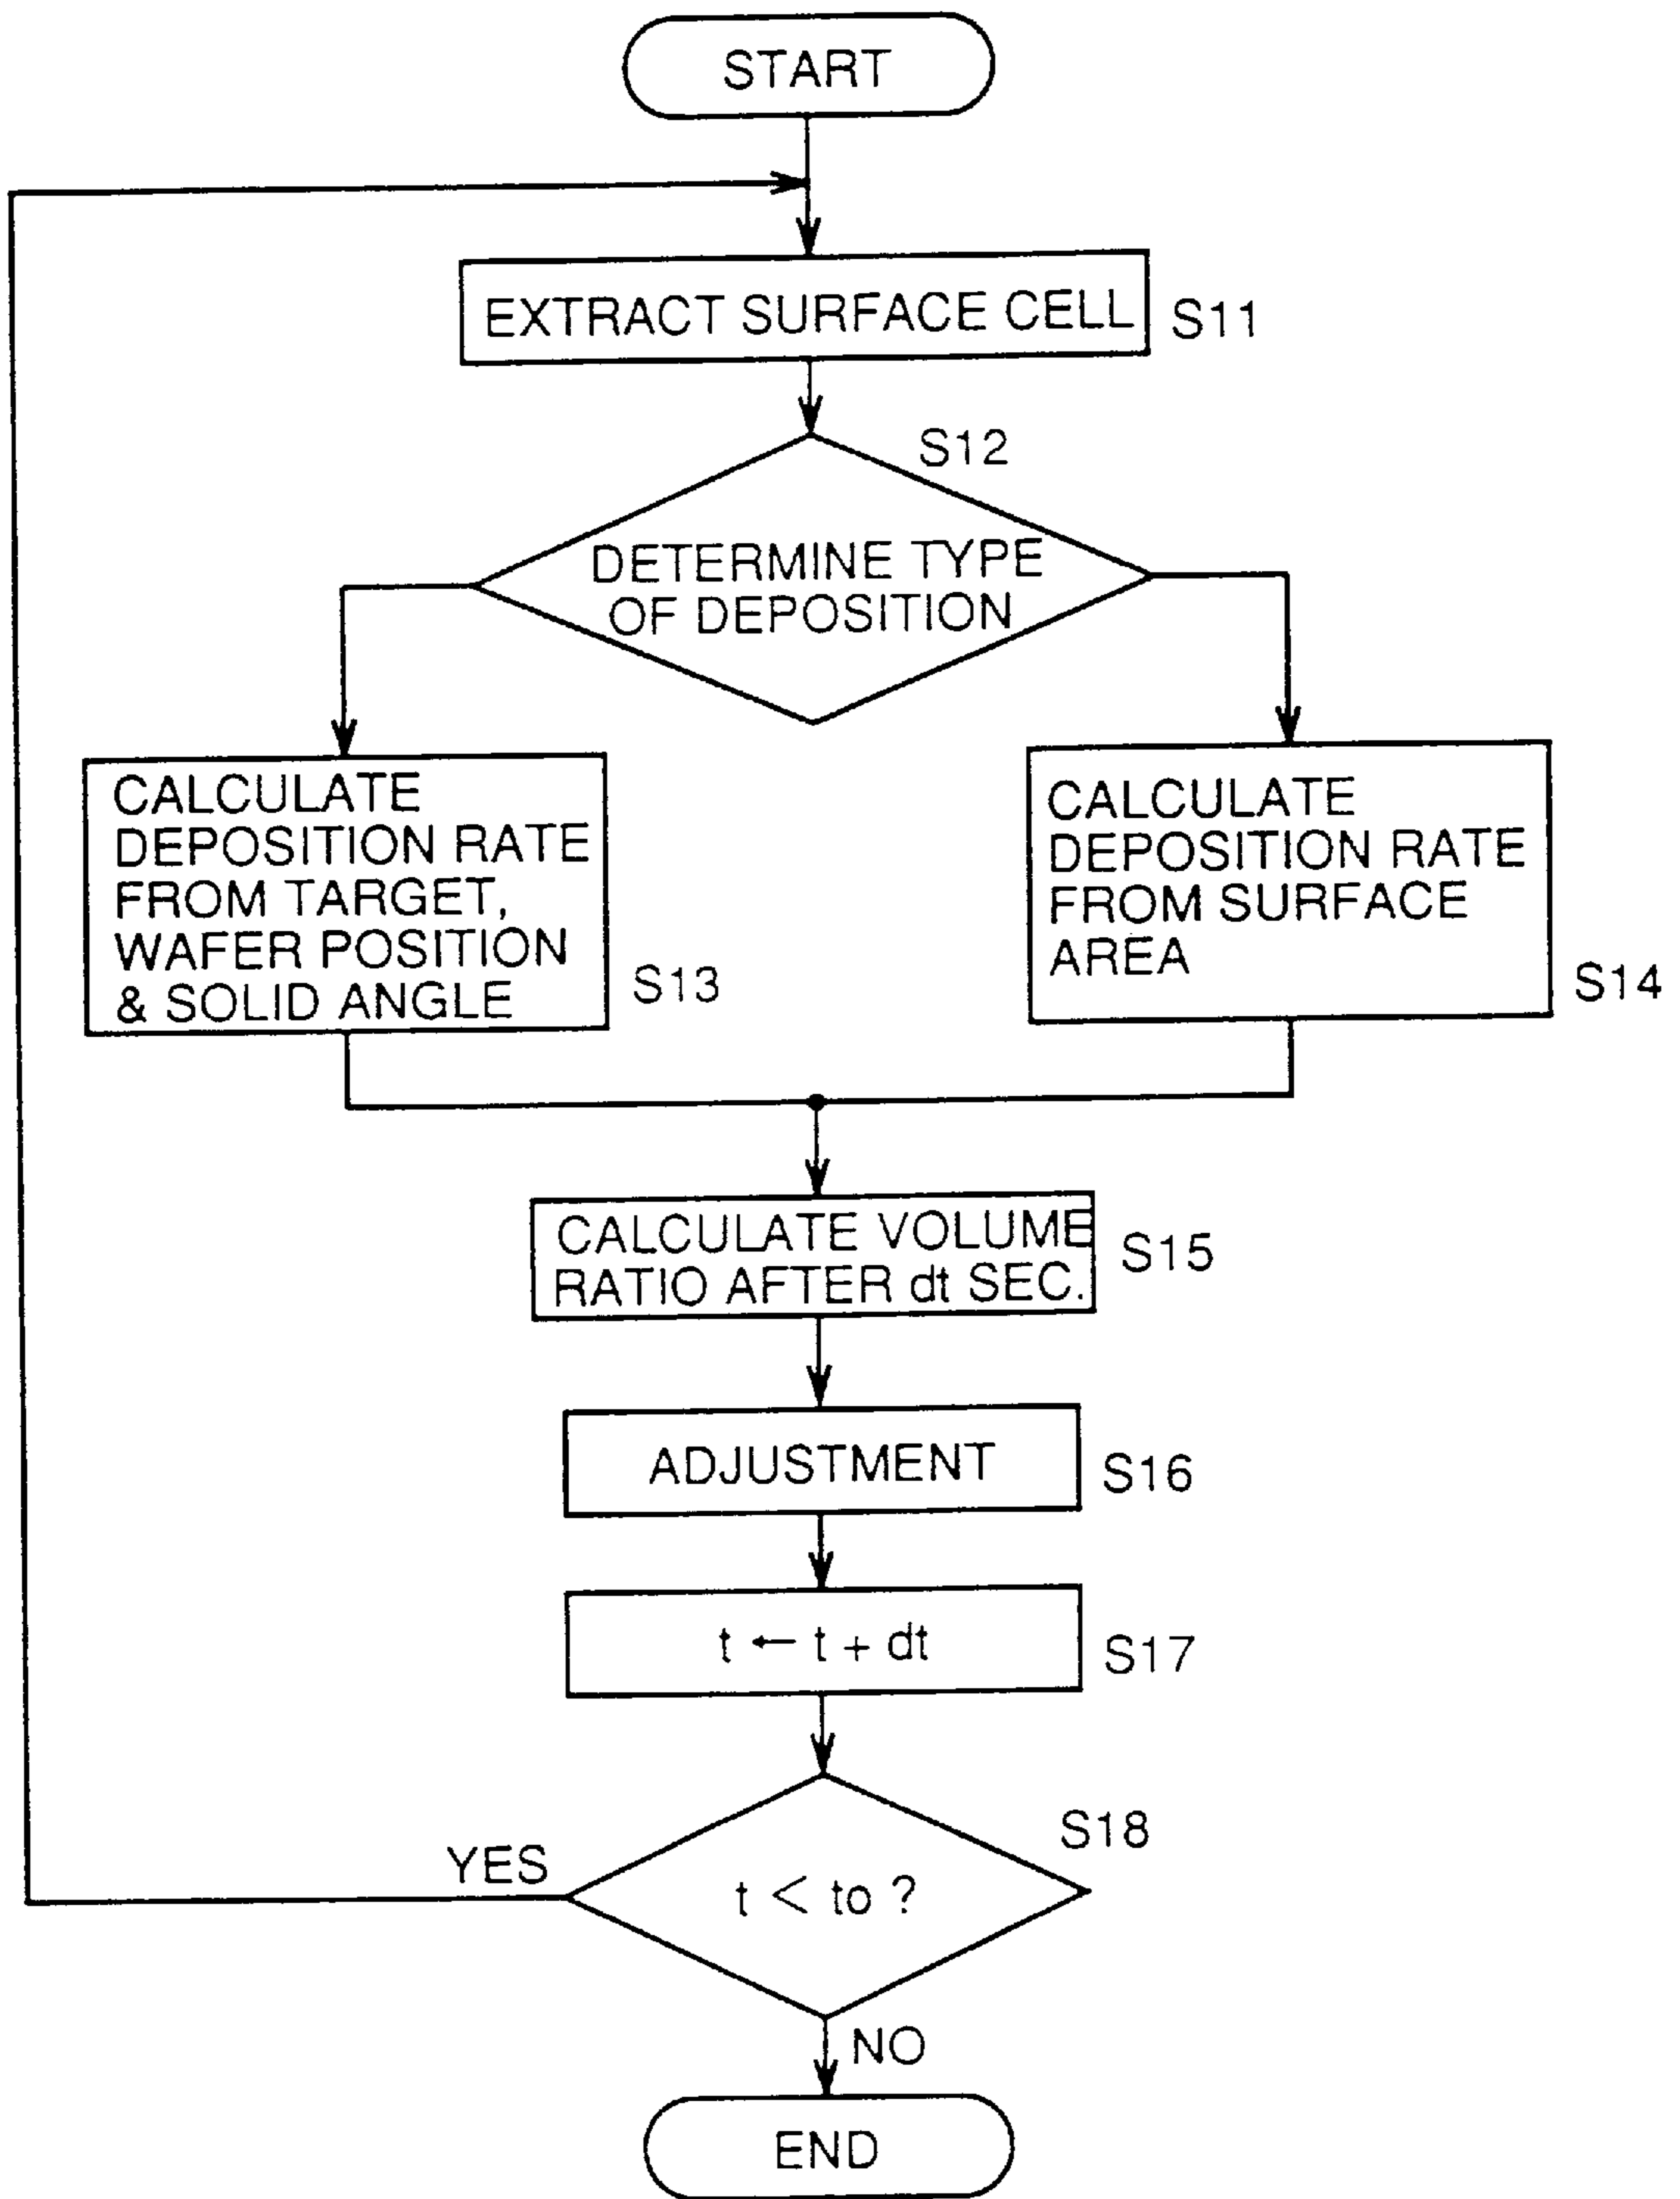 START
EXTRACT SURFACE CELL
S11
S12
DETERMINE TYPE
OF DEPOSITION
CALCULATE
DEPOSITION RATE
FROM TARGET,
WAFER POSITION
& SOLID ANGLE
S13
CALCULATE
DEPOSITION RATE
FROM SURFACE
AREA
S14
CALCULATE VOLUME
RATIO AFTER dt SEC.
S15
ADJUSTMENT
S16
t ← t + dt
S17
S18
YES
t < to ?
NO
END